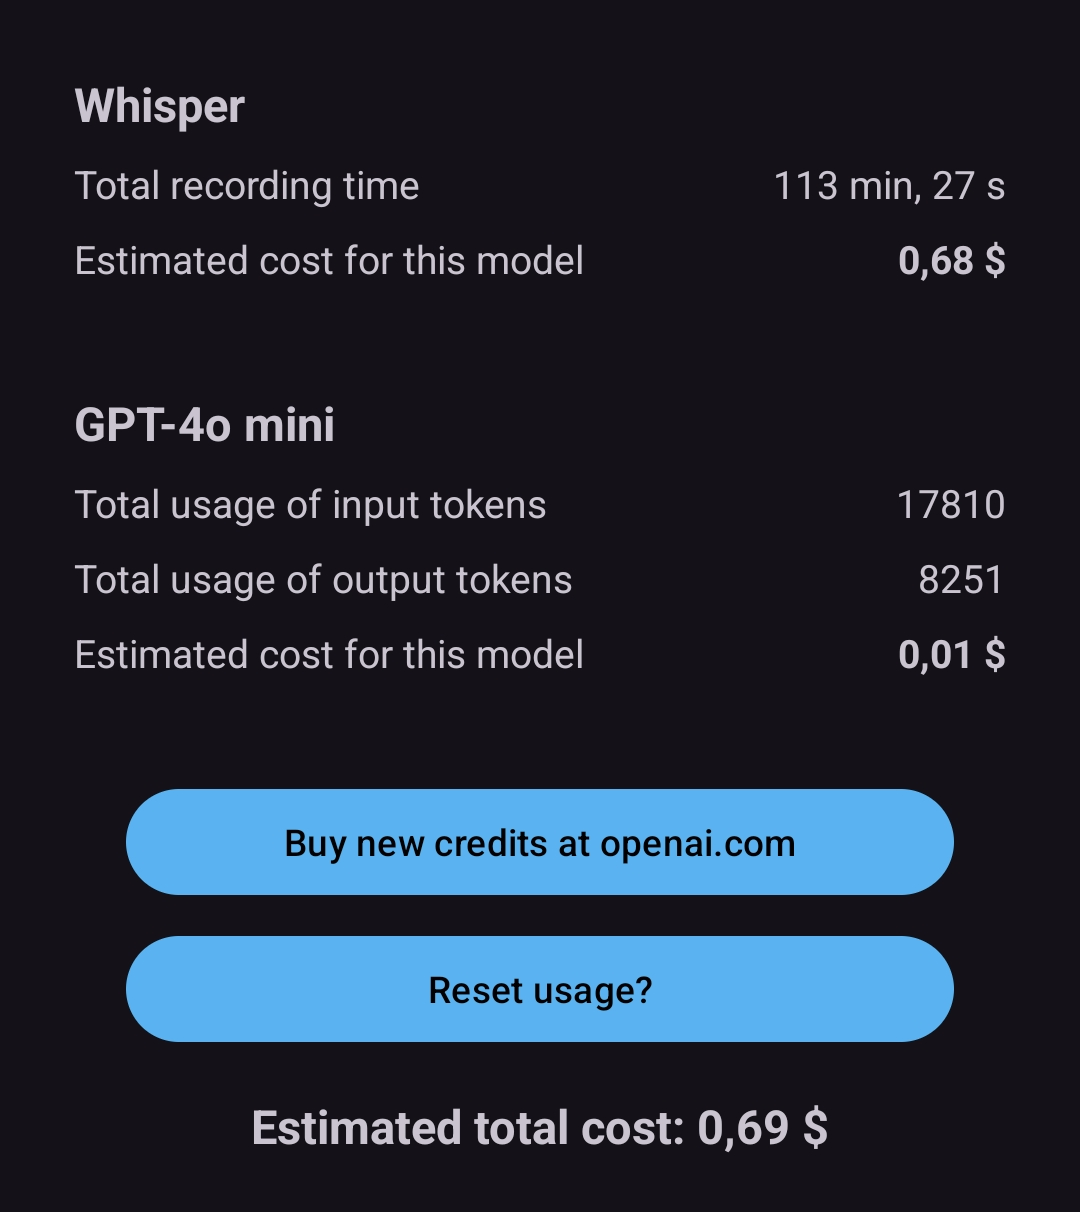 Whisper
Total recording time 113 min, 27 s
Estimated cost for this model 0,68 $
GPT-4o mini
Total usage of input tokens 17810
Total usage of output tokens 8251
Estimated cost for this model 0,01 $
Buy new credits at openai.com
Reset usage?
Estimated total cost: 0,69 $